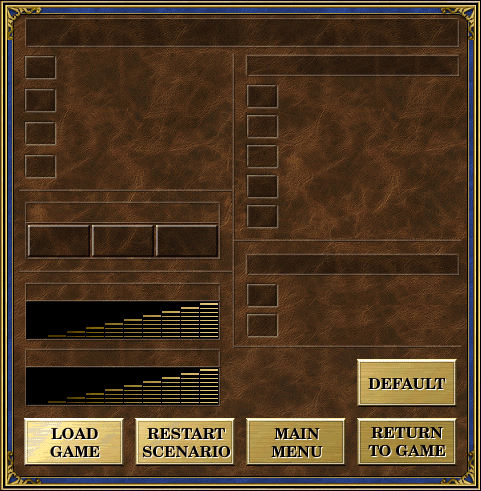 DEFAULT
LOAD
GAME
RESTART
SCENARIO
MAIN
MENU
RETURN
TO GAME